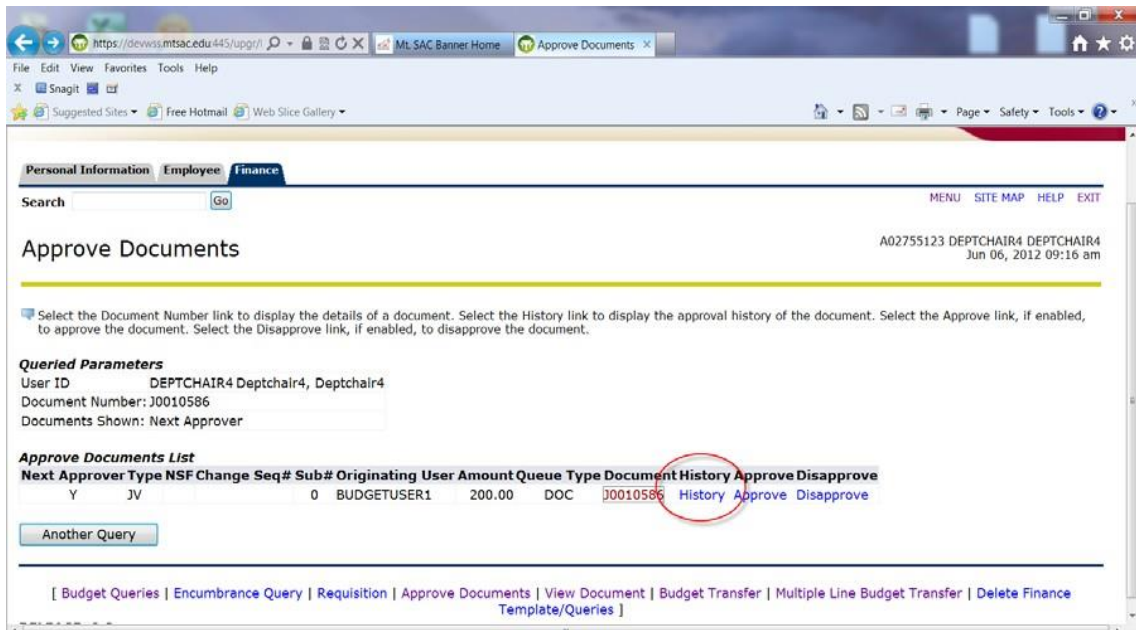 https://devwss.mtsac.edu:445/upgr/
Mt. SAC Banner Home
Approve Documents
File Edit View Favorites Tools Help
X Snagit
Suggested Sites Free Hotmail Web Slice Gallery
Page Safety Tools
Personal Information Employee Finance
Search Go
MENU SITE MAP HELP EXIT
Approve Documents
A02755123 DEPTCHAIR4 DEPTCHAIR4
Jun 06, 2012 09:16 am
Select the Document Number link to display the details of a document. Select the History link to display the approval history of the document. Select the Approve link, if enabled,
to approve the document. Select the Disapprove link, if enabled, to disapprove the document.
Queried Parameters
User ID DEPTCHAIR4 Deptchair4, Deptchair4
Document Number: J0010586
Documents Shown: Next Approver
Approve Documents List
Next Approver Type NSF Change Seq# Sub# Originating User Amount Queue Type Document History Approve Disapprove
Y JV 0 BUDGETUSER1 200.00 DOC J0010586 History Approve Disapprove
Another Query
[ Budget Queries | Encumbrance Query | Requisition | Approve Documents | View Document | Budget Transfer | Multiple Line Budget Transfer | Delete Finance
Template/Queries ]